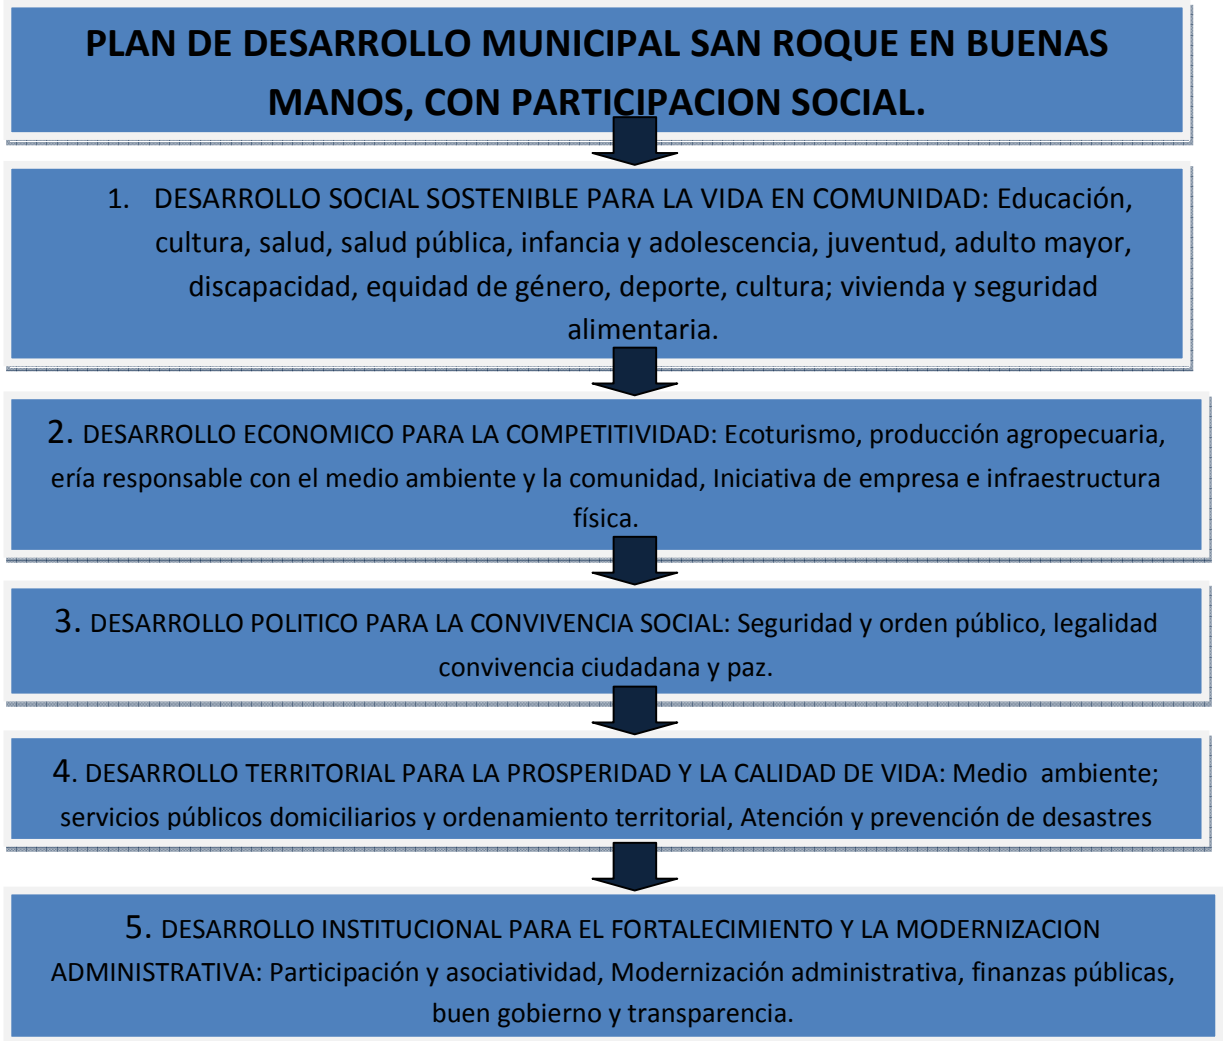 PLAN DE DESARROLLO MUNICIPAL SAN ROQUE EN BUENAS
MANOS, CON PARTICIPACION SOCIAL.
1. DESARROLLO SOCIAL SOSTENIBLE PARA LA VIDA EN COMUNIDAD: Educación,
cultura, salud, salud pública, infancia y adolescencia, juventud, adulto mayor,
discapacidad, equidad de género, deporte, cultura; vivienda y seguridad
alimentaria.
2. DESARROLLO ECONOMICO PARA LA COMPETITIVIDAD: Ecoturismo, producción agropecuaria,
ería responsable con el medio ambiente y la comunidad, Iniciativa de empresa e infraestructura
física.
3. DESARROLLO POLITICO PARA LA CONVIVENCIA SOCIAL: Seguridad y orden público, legalidad
convivencia ciudadana y paz.
4. DESARROLLO TERRITORIAL PARA LA PROSPERIDAD Y LA CALIDAD DE VIDA: Medio ambiente;
servicios públicos domiciliarios y ordenamiento territorial, Atención y prevención de desastres
5. DESARROLLO INSTITUCIONAL PARA EL FORTALECIMIENTO Y LA MODERNIZACION
ADMINISTRATIVA: Participación y asociatividad, Modernización administrativa, finanzas públicas,
buen gobierno y transparencia.